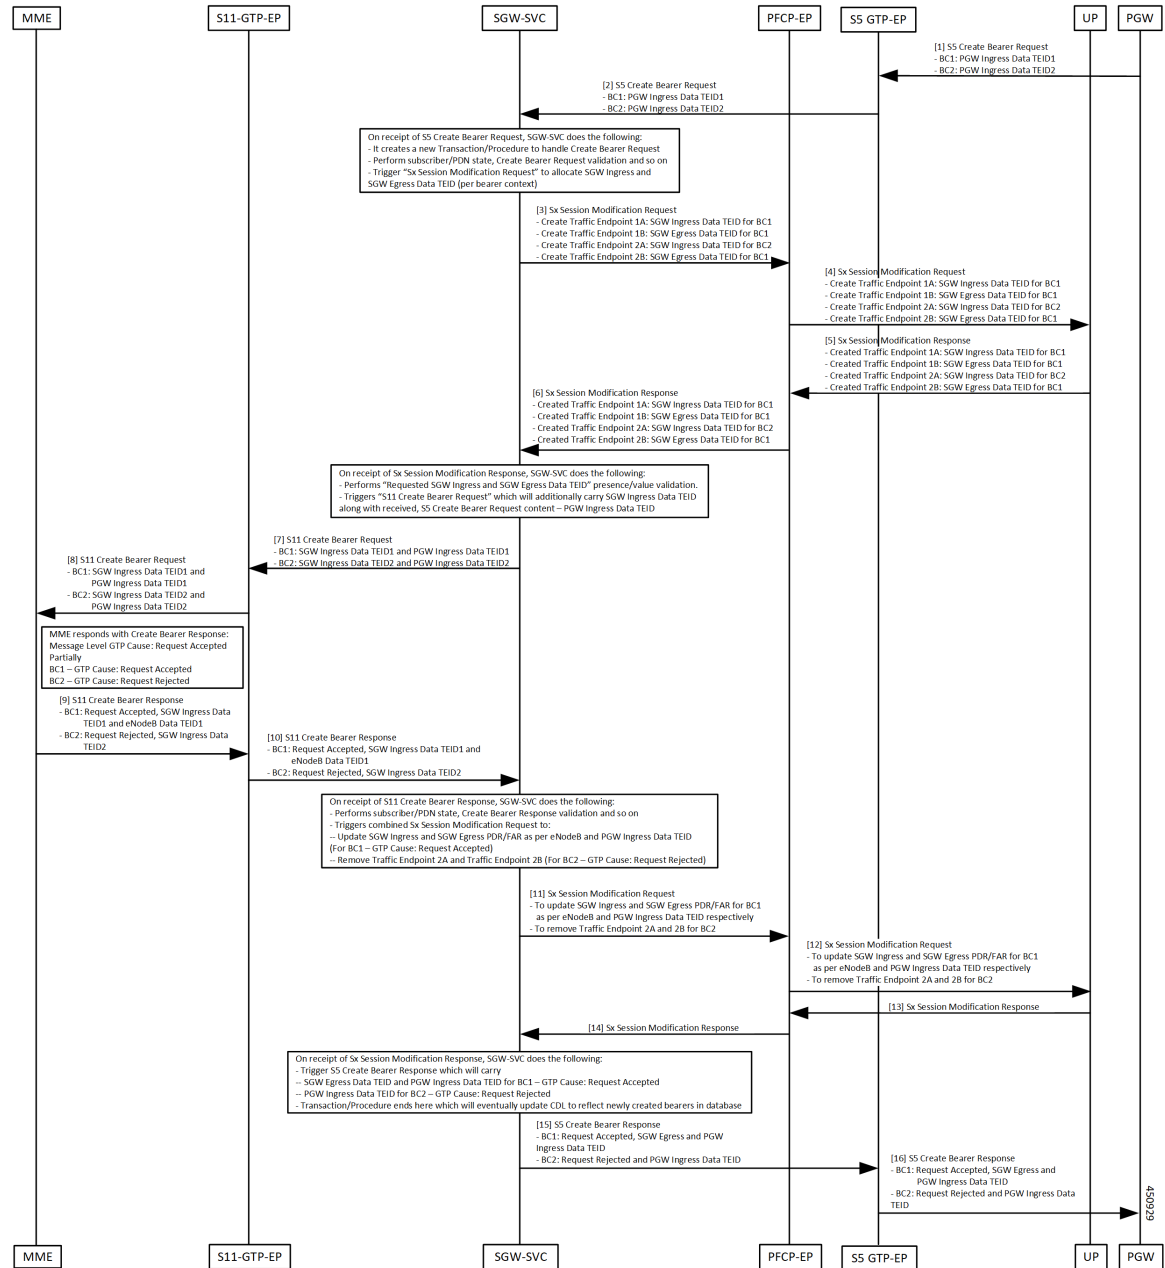 MME
S11-GTP-EP
SGW-SVC
PFCP-EP
S5 GTP-EP
UP
PGW
[1] S5 Create Bearer Request
- BC1: PGW Ingress Data TEID1
- BC2: PGW Ingress Data TEID2
[2] S5 Create Bearer Request
- BC1: PGW Ingress Data TEID1
- BC2: PGW Ingress Data TEID2
On receipt of S5 Create Bearer Request, SGW-SVC does the following:
- It creates a new Transaction/Procedure to handle Create Bearer Request
- Perform subscriber/PDN state, Create Bearer Request validation and so on
- Trigger “Sx Session Modification Request” to allocate SGW Ingress and
SGW Egress Data TEID (per bearer context)
[3] Sx Session Modification Request
- Create Traffic Endpoint 1A: SGW Ingress Data TEID for BC1
- Create Traffic Endpoint 1B: SGW Egress Data TEID for BC1
- Create Traffic Endpoint 2A: SGW Ingress Data TEID for BC2
- Create Traffic Endpoint 2B: SGW Egress Data TEID for BC1
[4] Sx Session Modification Request
- Create Traffic Endpoint 1A: SGW Ingress Data TEID for BC1
- Create Traffic Endpoint 1B: SGW Egress Data TEID for BC1
- Create Traffic Endpoint 2A: SGW Ingress Data TEID for BC2
- Create Traffic Endpoint 2B: SGW Egress Data TEID for BC1
[5] Sx Session Modification Response
- Created Traffic Endpoint 1A: SGW Ingress Data TEID for BC1
- Created Traffic Endpoint 1B: SGW Egress Data TEID for BC1
- Created Traffic Endpoint 2A: SGW Ingress Data TEID for BC2
- Created Traffic Endpoint 2B: SGW Egress Data TEID for BC1
[6] Sx Session Modification Response
- Created Traffic Endpoint 1A: SGW Ingress Data TEID for BC1
- Created Traffic Endpoint 1B: SGW Egress Data TEID for BC1
- Created Traffic Endpoint 2A: SGW Ingress Data TEID for BC2
- Created Traffic Endpoint 2B: SGW Egress Data TEID for BC1
On receipt of Sx Session Modification Response, SGW-SVC does the following:
- Performs “Requested SGW Ingress and SGW Egress Data TEID” presence/value validation.
- Triggers “S11 Create Bearer Request” which will additionally carry SGW Ingress Data TEID
along with received, S5 Create Bearer Request content – PGW Ingress Data TEID
[7] S11 Create Bearer Request
- BC1: SGW Ingress Data TEID1 and PGW Ingress Data TEID1
- BC2: SGW Ingress Data TEID2 and PGW Ingress Data TEID2
[8] S11 Create Bearer Request
- BC1: SGW Ingress Data TEID1 and
PGW Ingress Data TEID1
- BC2: SGW Ingress Data TEID2 and
PGW Ingress Data TEID2
MME responds with Create Bearer Response:
Message Level GTP Cause: Request Accepted
Partially
BC1 – GTP Cause: Request Accepted
BC2 – GTP Cause: Request Rejected
[9] S11 Create Bearer Response
- BC1: Request Accepted, SGW Ingress Data
TEID1 and eNodeB Data TEID1
- BC2: Request Rejected, SGW Ingress Data
TEID2
[10] S11 Create Bearer Response
- BC1: Request Accepted, SGW Ingress Data TEID1 and
eNodeB Data TEID1
- BC2: Request Rejected, SGW Ingress Data TEID2
On receipt of S11 Create Bearer Response, SGW-SVC does the following:
- Performs subscriber/PDN state, Create Bearer Response validation and so on
- Triggers combined Sx Session Modification Request to:
-- Update SGW Ingress and SGW Egress PDR/FAR as per eNodeB and PGW Ingress Data TEID
(For BC1 – GTP Cause: Request Accepted)
-- Remove Traffic Endpoint 2A and Traffic Endpoint 2B (For BC2 – GTP Cause: Request Rejected)
[11] Sx Session Modification Request
- To update SGW Ingress and SGW Egress PDR/FAR for BC1
as per eNodeB and PGW Ingress Data TEID respectively
- To remove Traffic Endpoint 2A and 2B for BC2
[12] Sx Session Modification Request
- To update SGW Ingress and SGW Egress PDR/FAR for BC1
as per eNodeB and PGW Ingress Data TEID respectively
- To remove Traffic Endpoint 2A and 2B for BC2
[13] Sx Session Modification Response
[14] Sx Session Modification Response
On receipt of Sx Session Modification Response, SGW-SVC does the following:
- Trigger S5 Create Bearer Response which will carry
-- SGW Egress Data TEID and PGW Ingress Data TEID for BC1 – GTP Cause: Request Accepted
-- PGW Ingress Data TEID for BC2 – GTP Cause: Request Rejected
- Transaction/Procedure ends here which will eventually update CDL to reflect newly created bearers in database
[15] S5 Create Bearer Response
- BC1: Request Accepted, SGW Egress and PGW
Ingress Data TEID
- BC2: Request Rejected and PGW Ingress Data TEID
[16] S5 Create Bearer Response
- BC1: Request Accepted, SGW Egress and
PGW Ingress Data TEID
- BC2: Request Rejected and PGW Ingress Data
TEID
450929
MME
S11-GTP-EP
SGW-SVC
PFCP-EP
S5 GTP-EP
UP
PGW